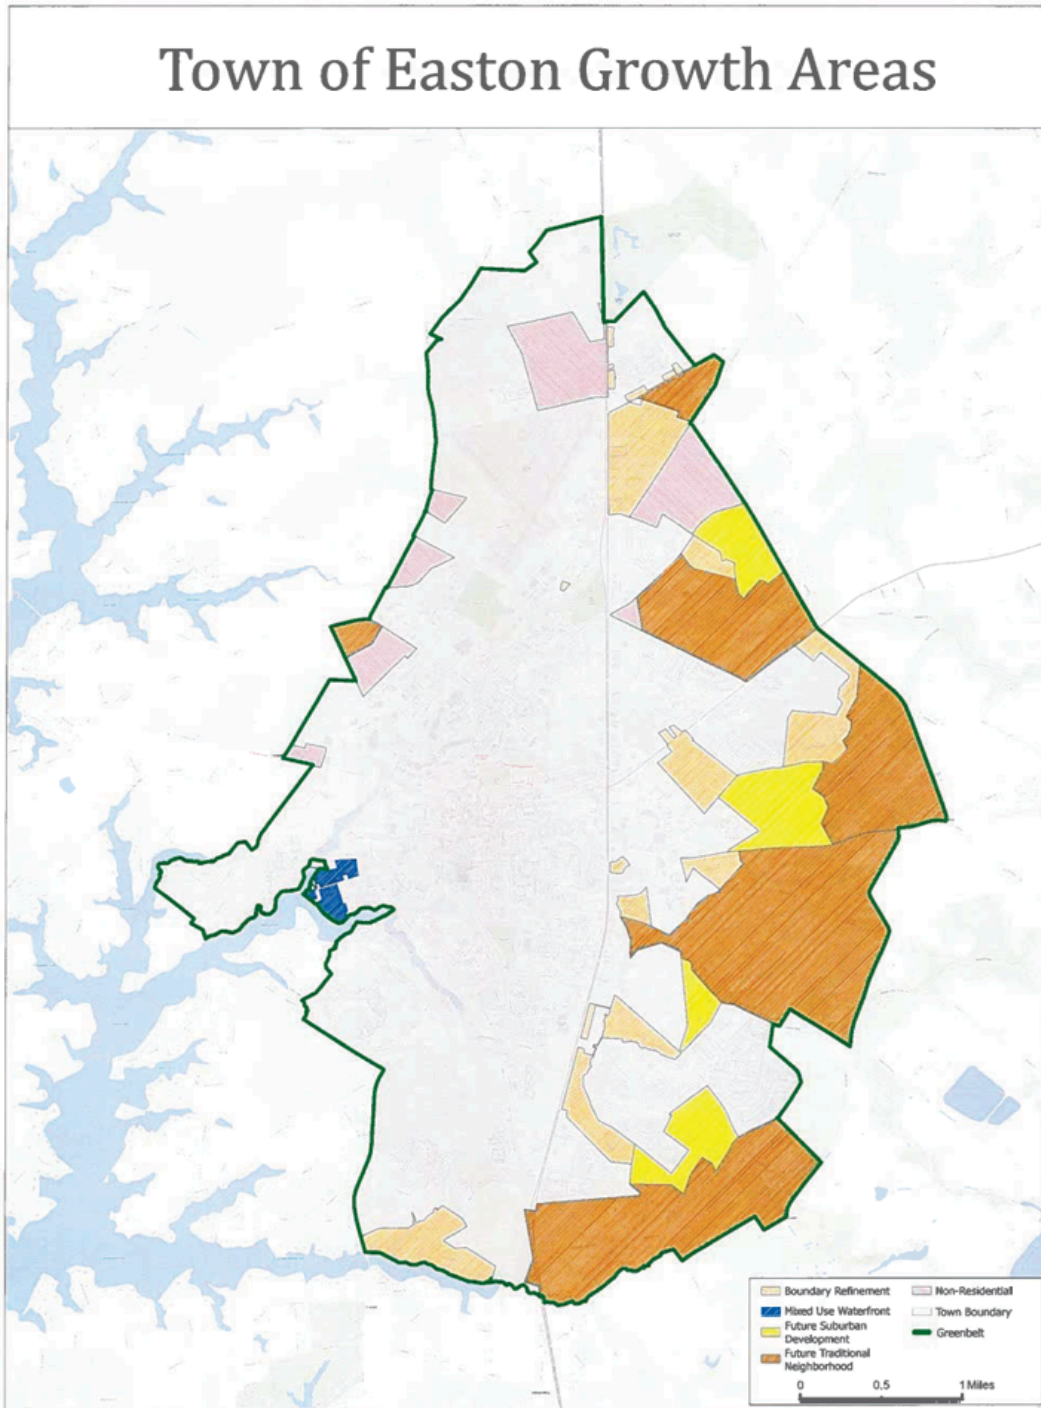 Town of Easton Growth Areas
Boundary Refinement
Mixed Use Waterfront
Future Suburban
Development
Future Traditional
Neighborhood
Non-Residential
Town Boundary
Greenbelt
0 0.5 1 Miles